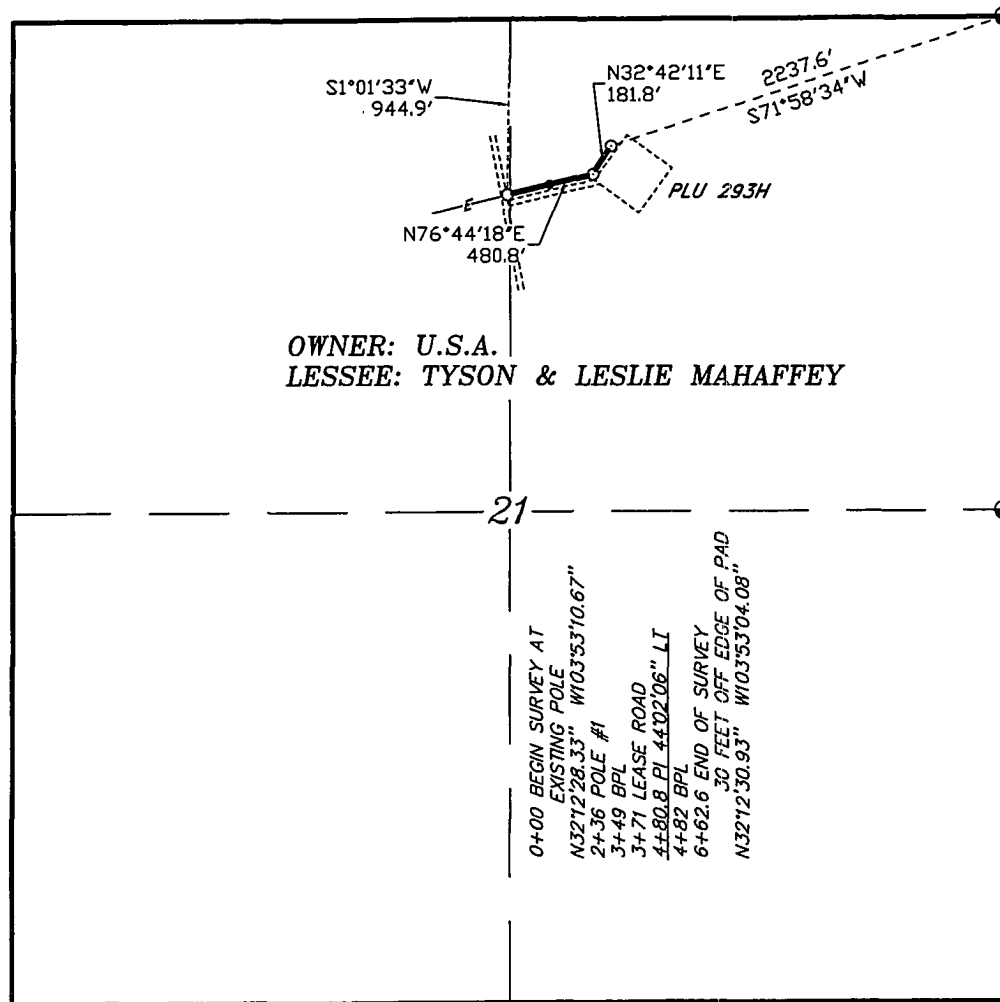 S1°01'33"W
944.9'
N32°42'11"E
181.8'
2237.6'
S71°58'34"W
PLU 293H
E
N76°44'18"E
480.8'
OWNER: U.S.A.
LESSEE: TYSON & LESLIE MAHAFFEY
21
0+00 BEGIN SURVEY AT
EXISTING POLE
N32°12'28.33" W103°53'10.67"
2+36 POLE #1
3+49 BPL
3+71 LEASE ROAD
4+80.8 PI 44°02'06" LT
4+82 BPL
6+62.6 END OF SURVEY
30 FEET OFF EDGE OF PAD
N32°12'30.93" W103°53'04.08"